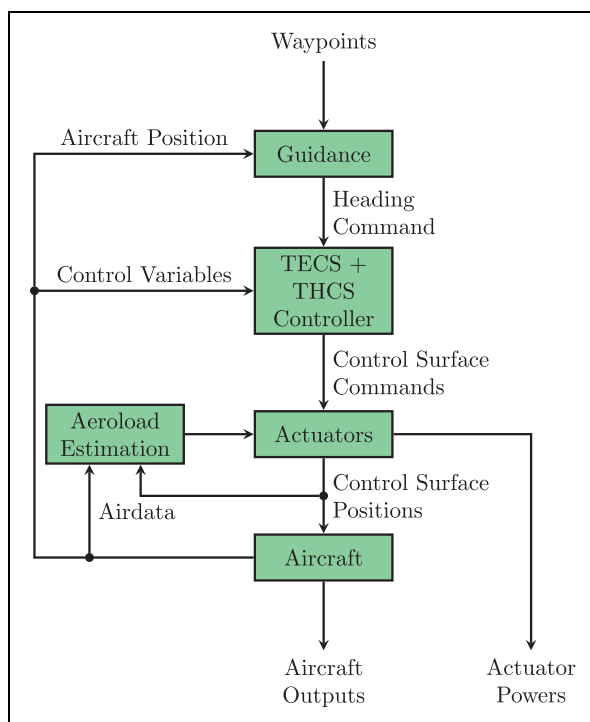 Waypoints
Aircraft Position
Guidance
Heading
Command
Control Variables
TECS +
THCS
Controller
Control Surface
Commands
Aeroload
Estimation
Actuators
Control Surface
Positions
Airdata
Aircraft
Aircraft
Outputs
Actuator
Powers